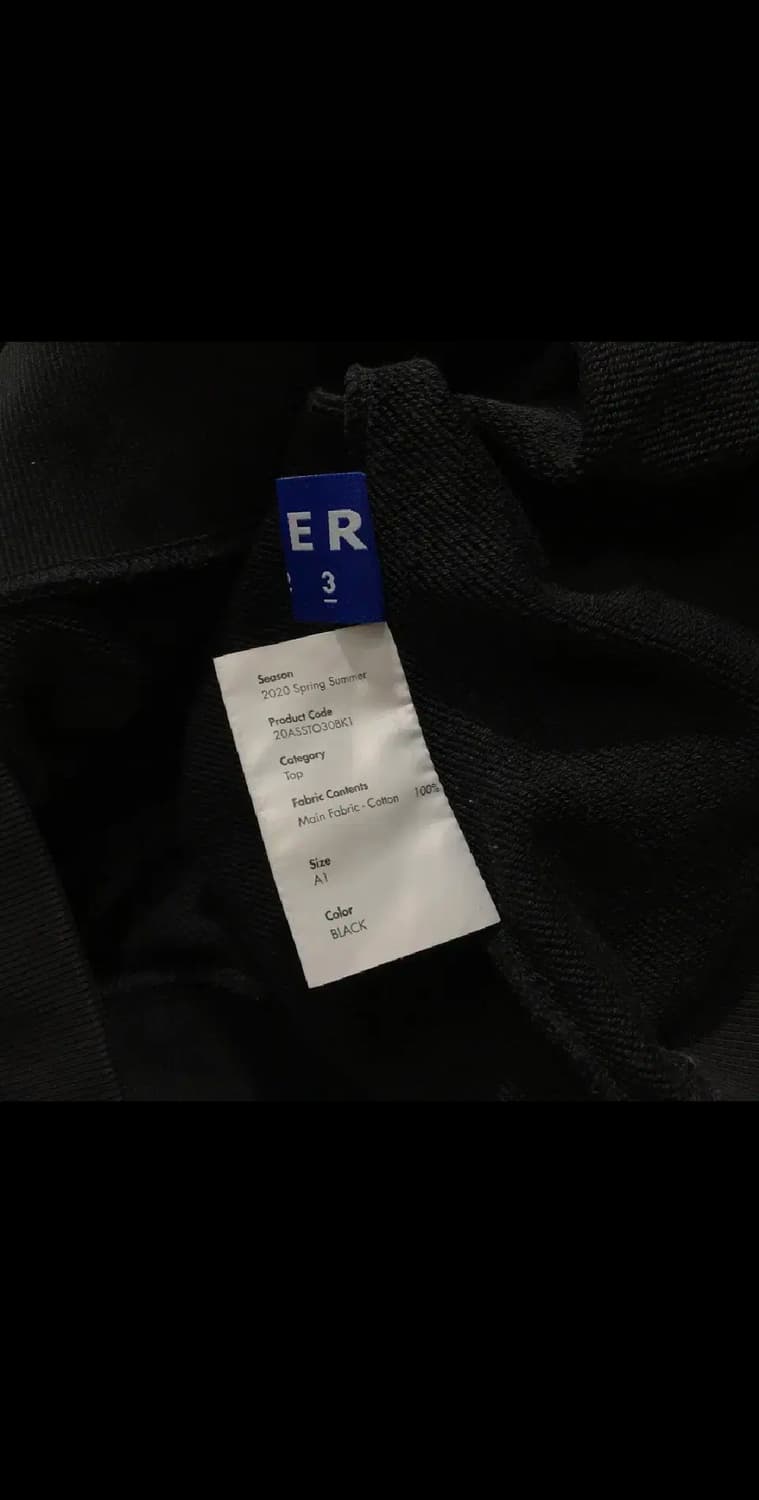 ER
3
Season
2020 Spring Summer
Product Code
20ASSTO30BK1
Category
Top
Fabric Contents
Main Fabric - Cotton 100%
Size
A1
Color
BLACK